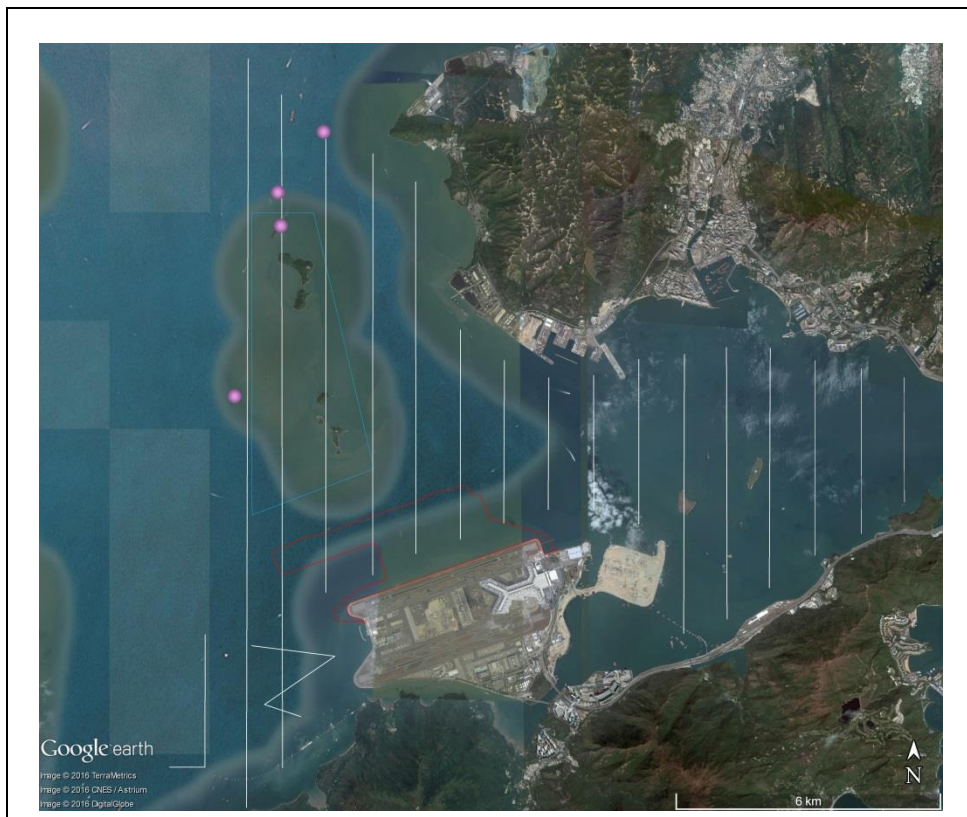 Google earth
Image © 2016 TerraMetrics
Image © 2016 CNES / Astrium
Image © 2016 DigitalGlobe
N
6 km